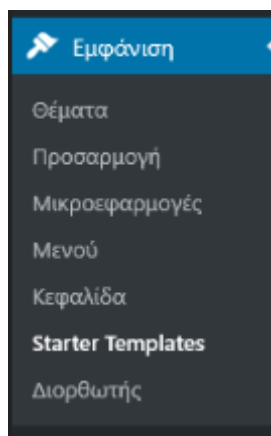 Εμφάνιση
Θέματα
Προσαρμογή
Μικροεφαρμογές
Μενού
Κεφαλίδα
Starter Templates
Διορθωτής